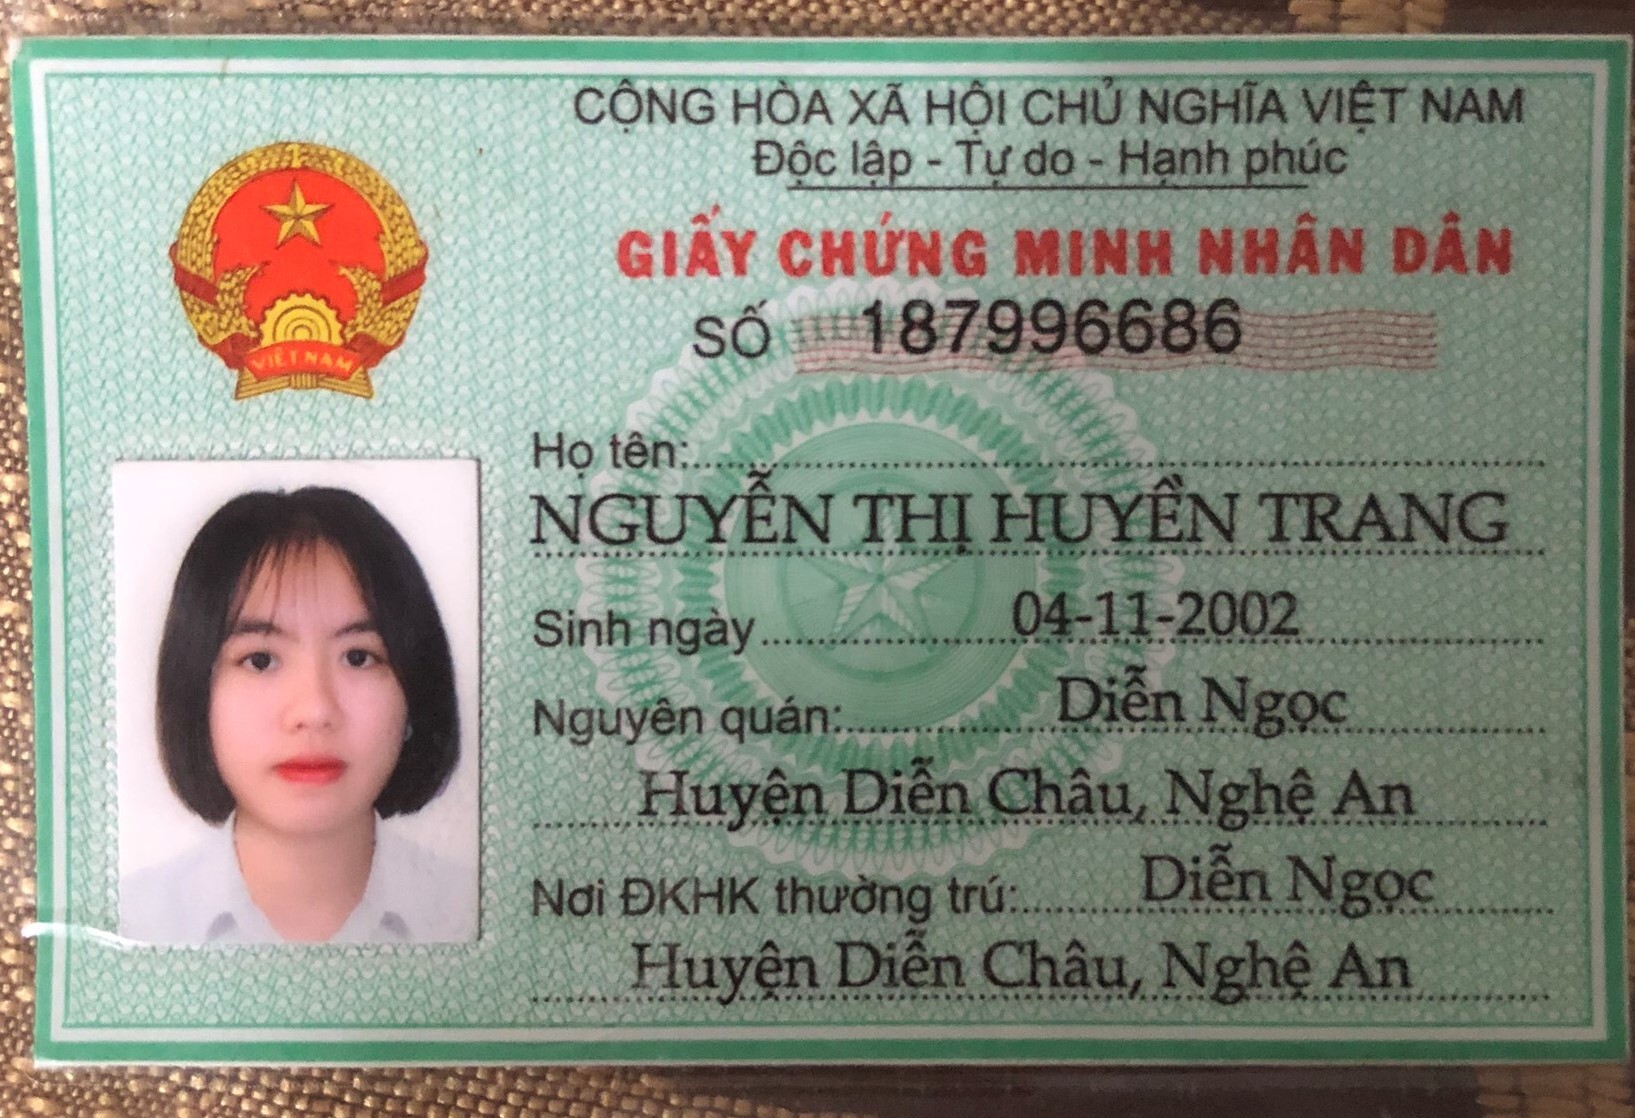 CỘNG HÒA XÃ HỘI CHỦ NGHĨA VIỆT NAM
Độc lập - Tự do - Hạnh phúc
GIẤY CHỨNG MINH NHÂN DÂN
SỐ 187996686
VIỆT NAM
Họ tên:
NGUYỄN THỊ HUYỀN TRANG
Sinh ngày 04-11-2002
Nguyên quán: Diễn Ngọc
Huyện Diễn Châu, Nghệ An
Nơi ĐKHK thường trú: Diễn Ngọc
Huyện Diễn Châu, Nghệ An